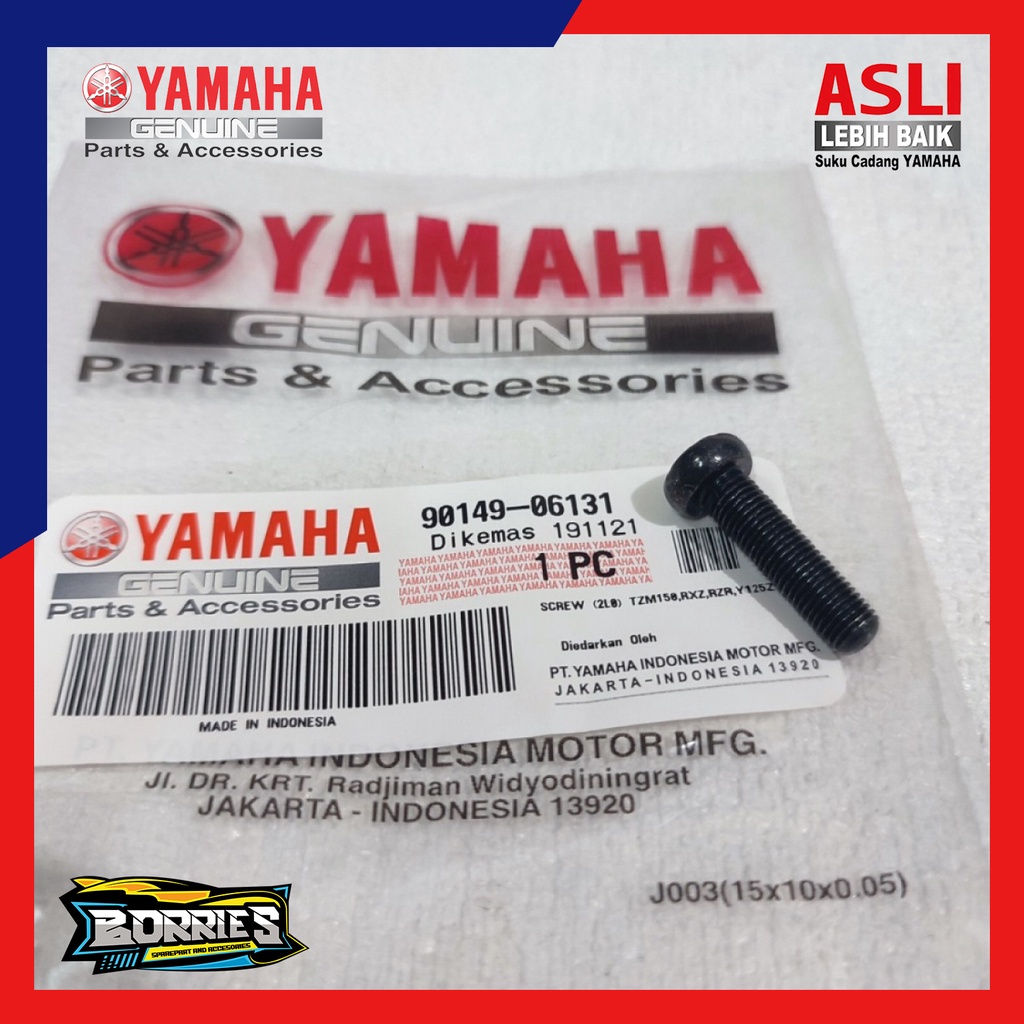 YAMAHA
GENUINE
Parts & Accessories
ASLI
LEBIH BAIK
Suku Cadang YAMAHA
YAMAHA
GENUINE
Parts & Accessories
YAMAHA
GENUINE
Parts & Accessories
90149-06131
Dikemas 191121
1 PC
SCREW (2L0) TZM150,RXZ,RZR,Y125Z
Diedarkan Oleh
PT. YAMAHA INDONESIA MOTOR MFG.
JAKARTA-INDONESIA 13920
MADE IN INDONESIA
PT. YAMAHA INDONESIA MOTOR MFG.
Jl. DR. KRT. Radjiman Widyodiningrat
JAKARTA - INDONESIA 13920
J003(15x10x0.05)
BORRIES
SPAREPART AND ACCESORIES